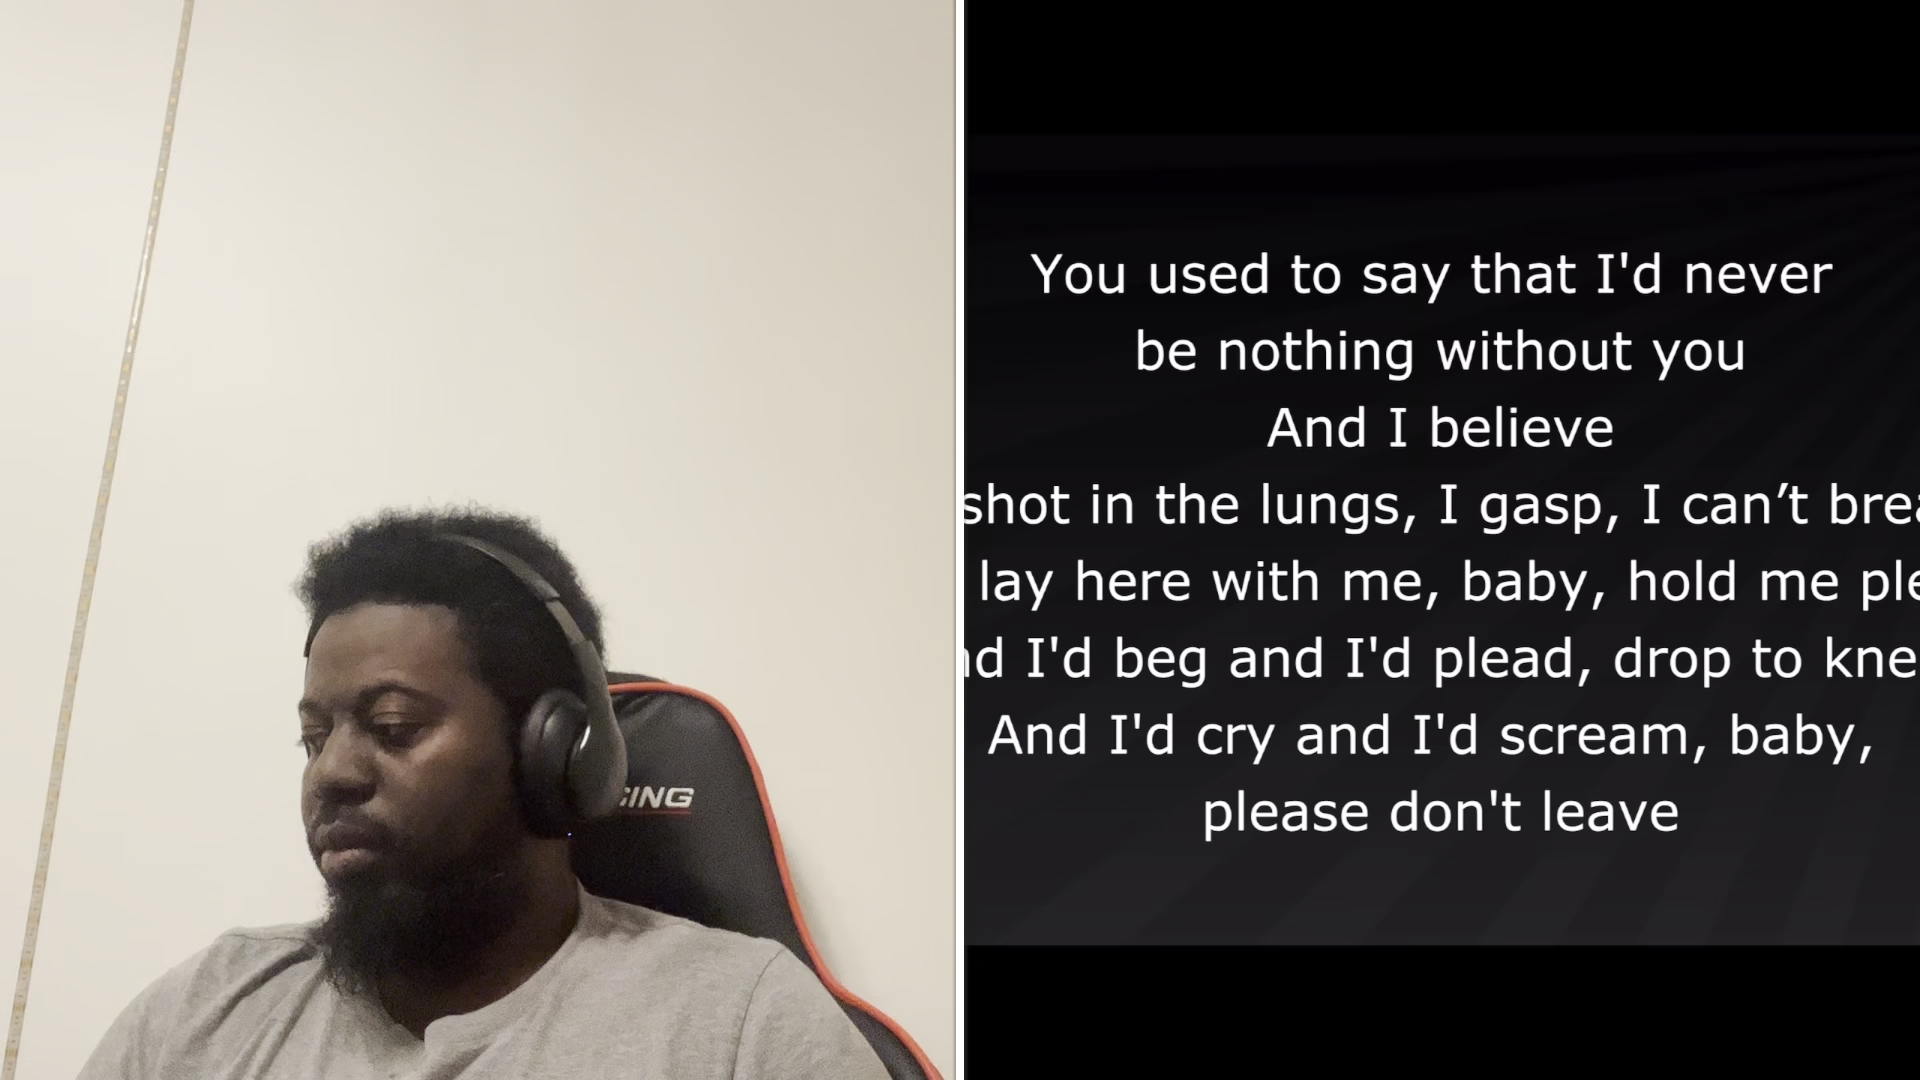 CING
You used to say that I'd never
be nothing without you
And I believe
shot in the lungs, I gasp, I can’t
lay here with me, baby, hold me
I'd beg and I'd plead, drop to
And I'd cry and I'd scream, baby,
please don't leave